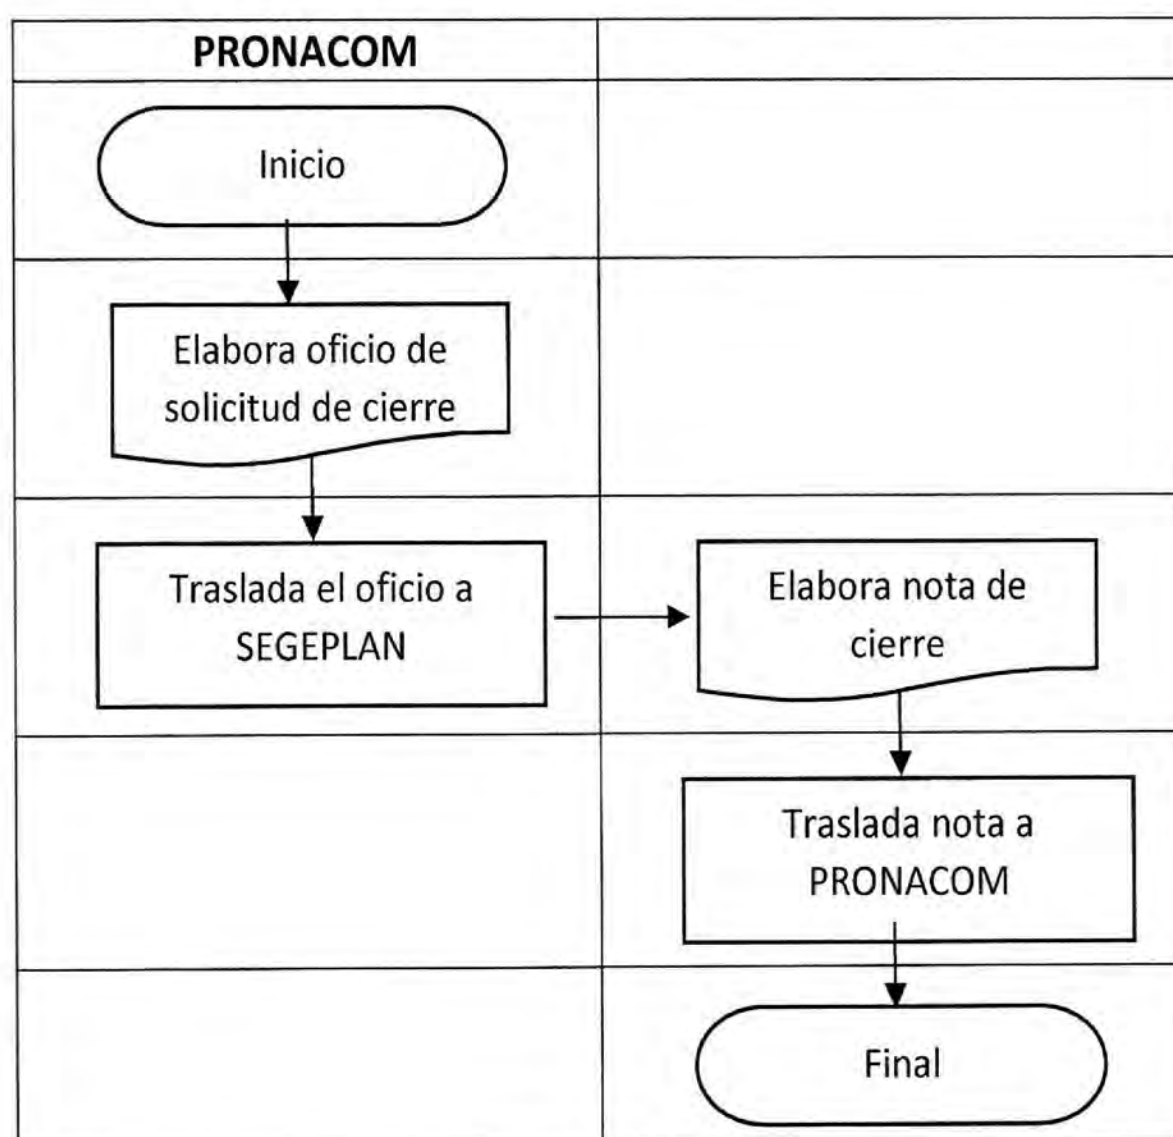 PRONACOM
Inicio
Elabora oficio de
solicitud de cierre
Traslada el oficio a
SEGEPLAN
Elabora nota de
cierre
Traslada nota a
PRONACOM
Final